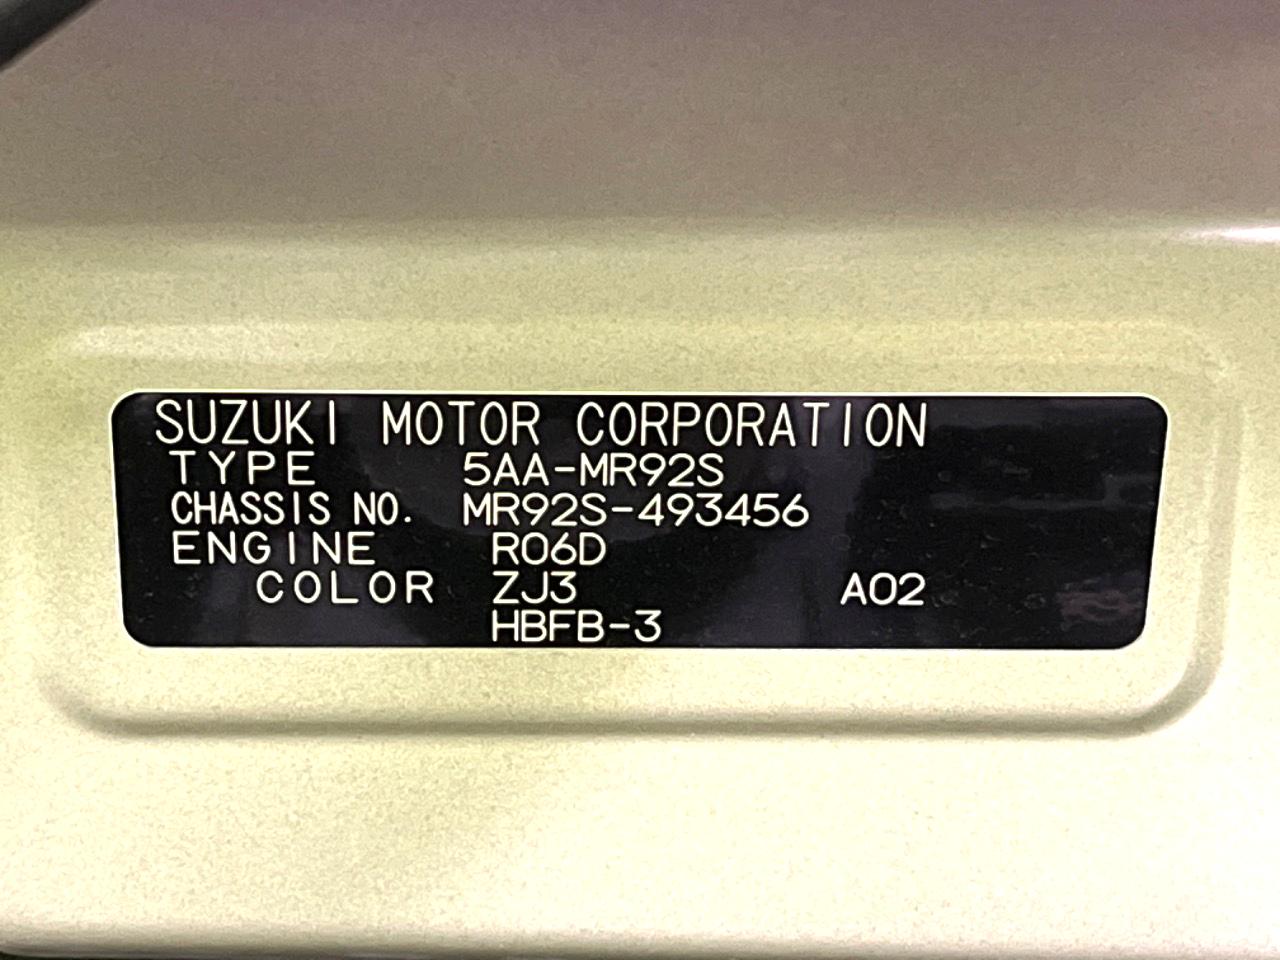 SUZUKI MOTOR CORPORATION
TYPE 5AA-MR92S
CHASSIS NO. MR92S-493456
ENGINE R06D
COLOR ZJ3 A02
HBFB-3